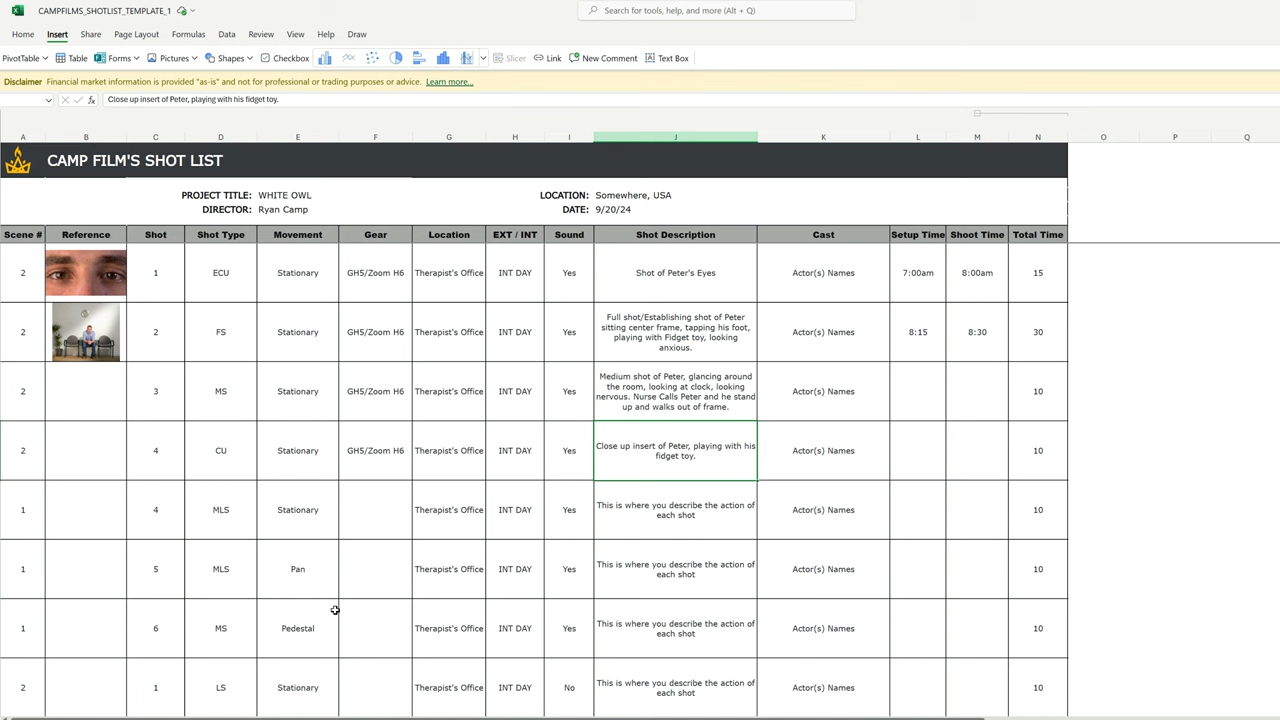 CAMPFILMS_SHOTLIST_TEMPLATE_1
Search for tools, help, and more (Alt + Q)
Home Insert Share Page Layout Formulas Data Review View Help Draw
PivotTable Table Forms Pictures Shapes Checkbox Slicer Link New Comment Text Box
Disclaimer Financial market information is provided "as-is" and not for professional or trading purposes or advice. Learn more...
fx Close up insert of Peter, playing with his fidget toy.
A B C D E F G H I J K L M N O P Q
CAMP FILM'S SHOT LIST
PROJECT TITLE: WHITE OWL LOCATION: Somewhere, USA
DIRECTOR: Ryan Camp DATE: 9/20/24
Scene # Reference Shot Shot Type Movement Gear Location EXT / INT Sound Shot Description Cast Setup Time Shoot Time Total Time
2 1 ECU Stationary GH5/Zoom H6 Therapist's Office INT DAY Yes Shot of Peter's Eyes Actor(s) Names 7:00am 8:00am 15
2 2 FS Stationary GH5/Zoom H6 Therapist's Office INT DAY Yes Full shot/Establishing shot of Peter
sitting center frame, tapping his foot,
playing with Fidget toy, looking
anxious.
Actor(s) Names 8:15 8:30 30
2 3 MS Stationary GH5/Zoom H6 Therapist's Office INT DAY Yes Medium shot of Peter, glancing around
the room, looking at clock, looking
nervous. Nurse Calls Peter and he stand
up and walks out of frame.
Actor(s) Names 10
2 4 CU Stationary GH5/Zoom H6 Therapist's Office INT DAY Yes Close up insert of Peter, playing with his
fidget toy.
Actor(s) Names 10
1 4 MLS Stationary Therapist's Office INT DAY Yes This is where you describe the action of
each shot
Actor(s) Names 10
1 5 MLS Pan Therapist's Office INT DAY Yes This is where you describe the action of
each shot
Actor(s) Names 10
1 6 MS Pedestal Therapist's Office INT DAY Yes This is where you describe the action of
each shot
Actor(s) Names 10
2 1 LS Stationary Therapist's Office INT DAY No This is where you describe the action of
each shot
Actor(s) Names 10